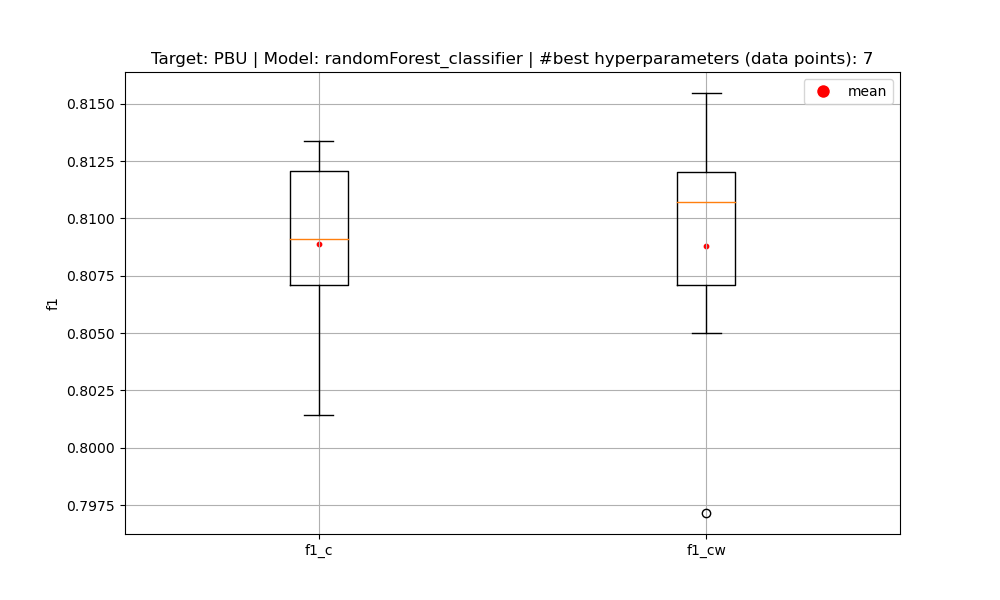 Target: PBU | Model: randomForest_classifier | #best hyperparameters (data points): 7
mean
0.8150
0.8125
0.8100
0.8075
0.8050
0.8025
0.8000
0.7975
f1
f1_c
f1_cw